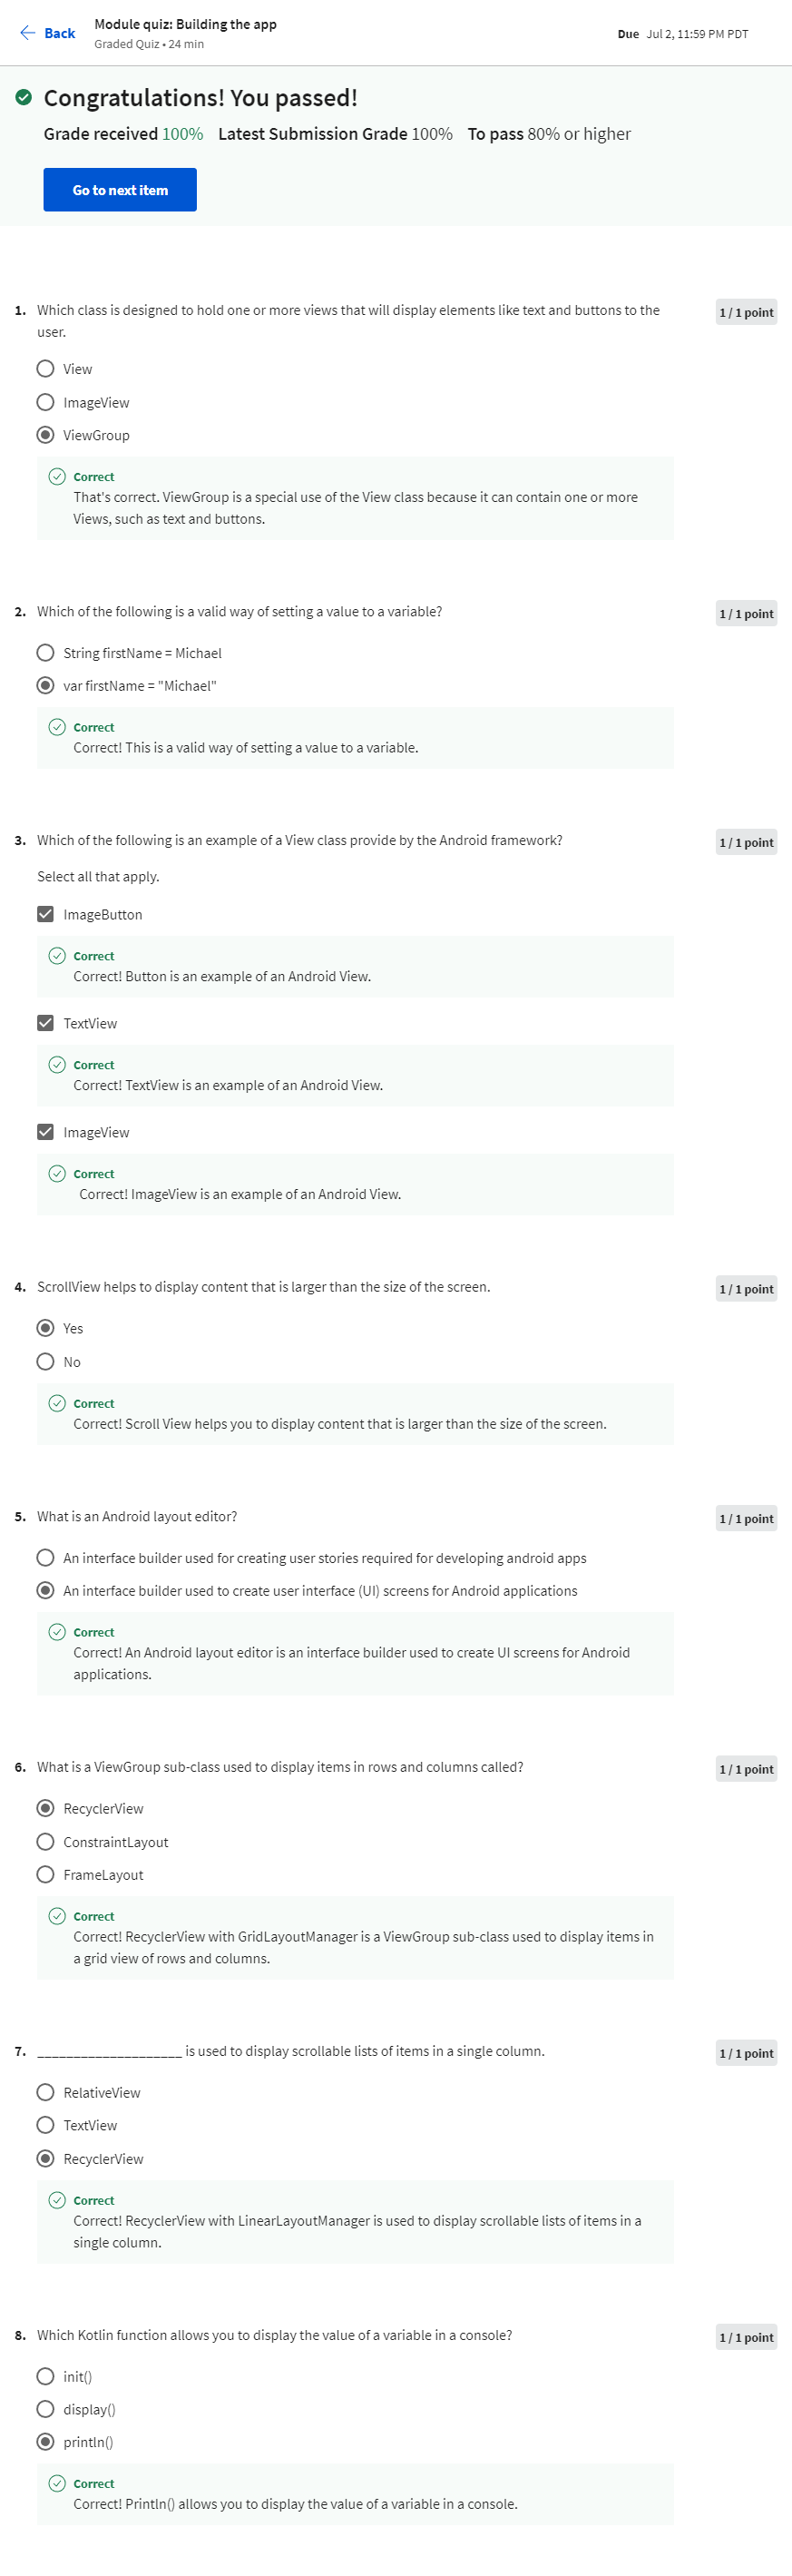 Back
Module quiz: Building the app
Graded Quiz • 24 min
Due Jul 2, 11:59 PM PDT
Congratulations! You passed!
Grade received 100% Latest Submission Grade 100% To pass 80% or higher
Go to next item
1. Which class is designed to hold one or more views that will display elements like text and buttons to the
user.
1 / 1 point
View
ImageView
ViewGroup
Correct
That's correct. ViewGroup is a special use of the View class because it can contain one or more
Views, such as text and buttons.
2. Which of the following is a valid way of setting a value to a variable?
1 / 1 point
String firstName = Michael
var firstName = "Michael"
Correct
Correct! This is a valid way of setting a value to a variable.
3. Which of the following is an example of a View class provide by the Android framework?
1 / 1 point
Select all that apply.
ImageButton
Correct
Correct! Button is an example of an Android View.
TextView
Correct
Correct! TextView is an example of an Android View.
ImageView
Correct
Correct! ImageView is an example of an Android View.
4. ScrollView helps to display content that is larger than the size of the screen.
1 / 1 point
Yes
No
Correct
Correct! Scroll View helps you to display content that is larger than the size of the screen.
5. What is an Android layout editor?
1 / 1 point
An interface builder used for creating user stories required for developing android apps
An interface builder used to create user interface (UI) screens for Android applications
Correct
Correct! An Android layout editor is an interface builder used to create UI screens for Android
applications.
6. What is a ViewGroup sub-class used to display items in rows and columns called?
1 / 1 point
RecyclerView
ConstraintLayout
FrameLayout
Correct
Correct! RecyclerView with GridLayoutManager is a ViewGroup sub-class used to display items in
a grid view of rows and columns.
7. ____________________ is used to display scrollable lists of items in a single column.
1 / 1 point
RelativeView
TextView
RecyclerView
Correct
Correct! RecyclerView with LinearLayoutManager is used to display scrollable lists of items in a
single column.
8. Which Kotlin function allows you to display the value of a variable in a console?
1 / 1 point
init()
display()
println()
Correct
Correct! Println() allows you to display the value of a variable in a console.